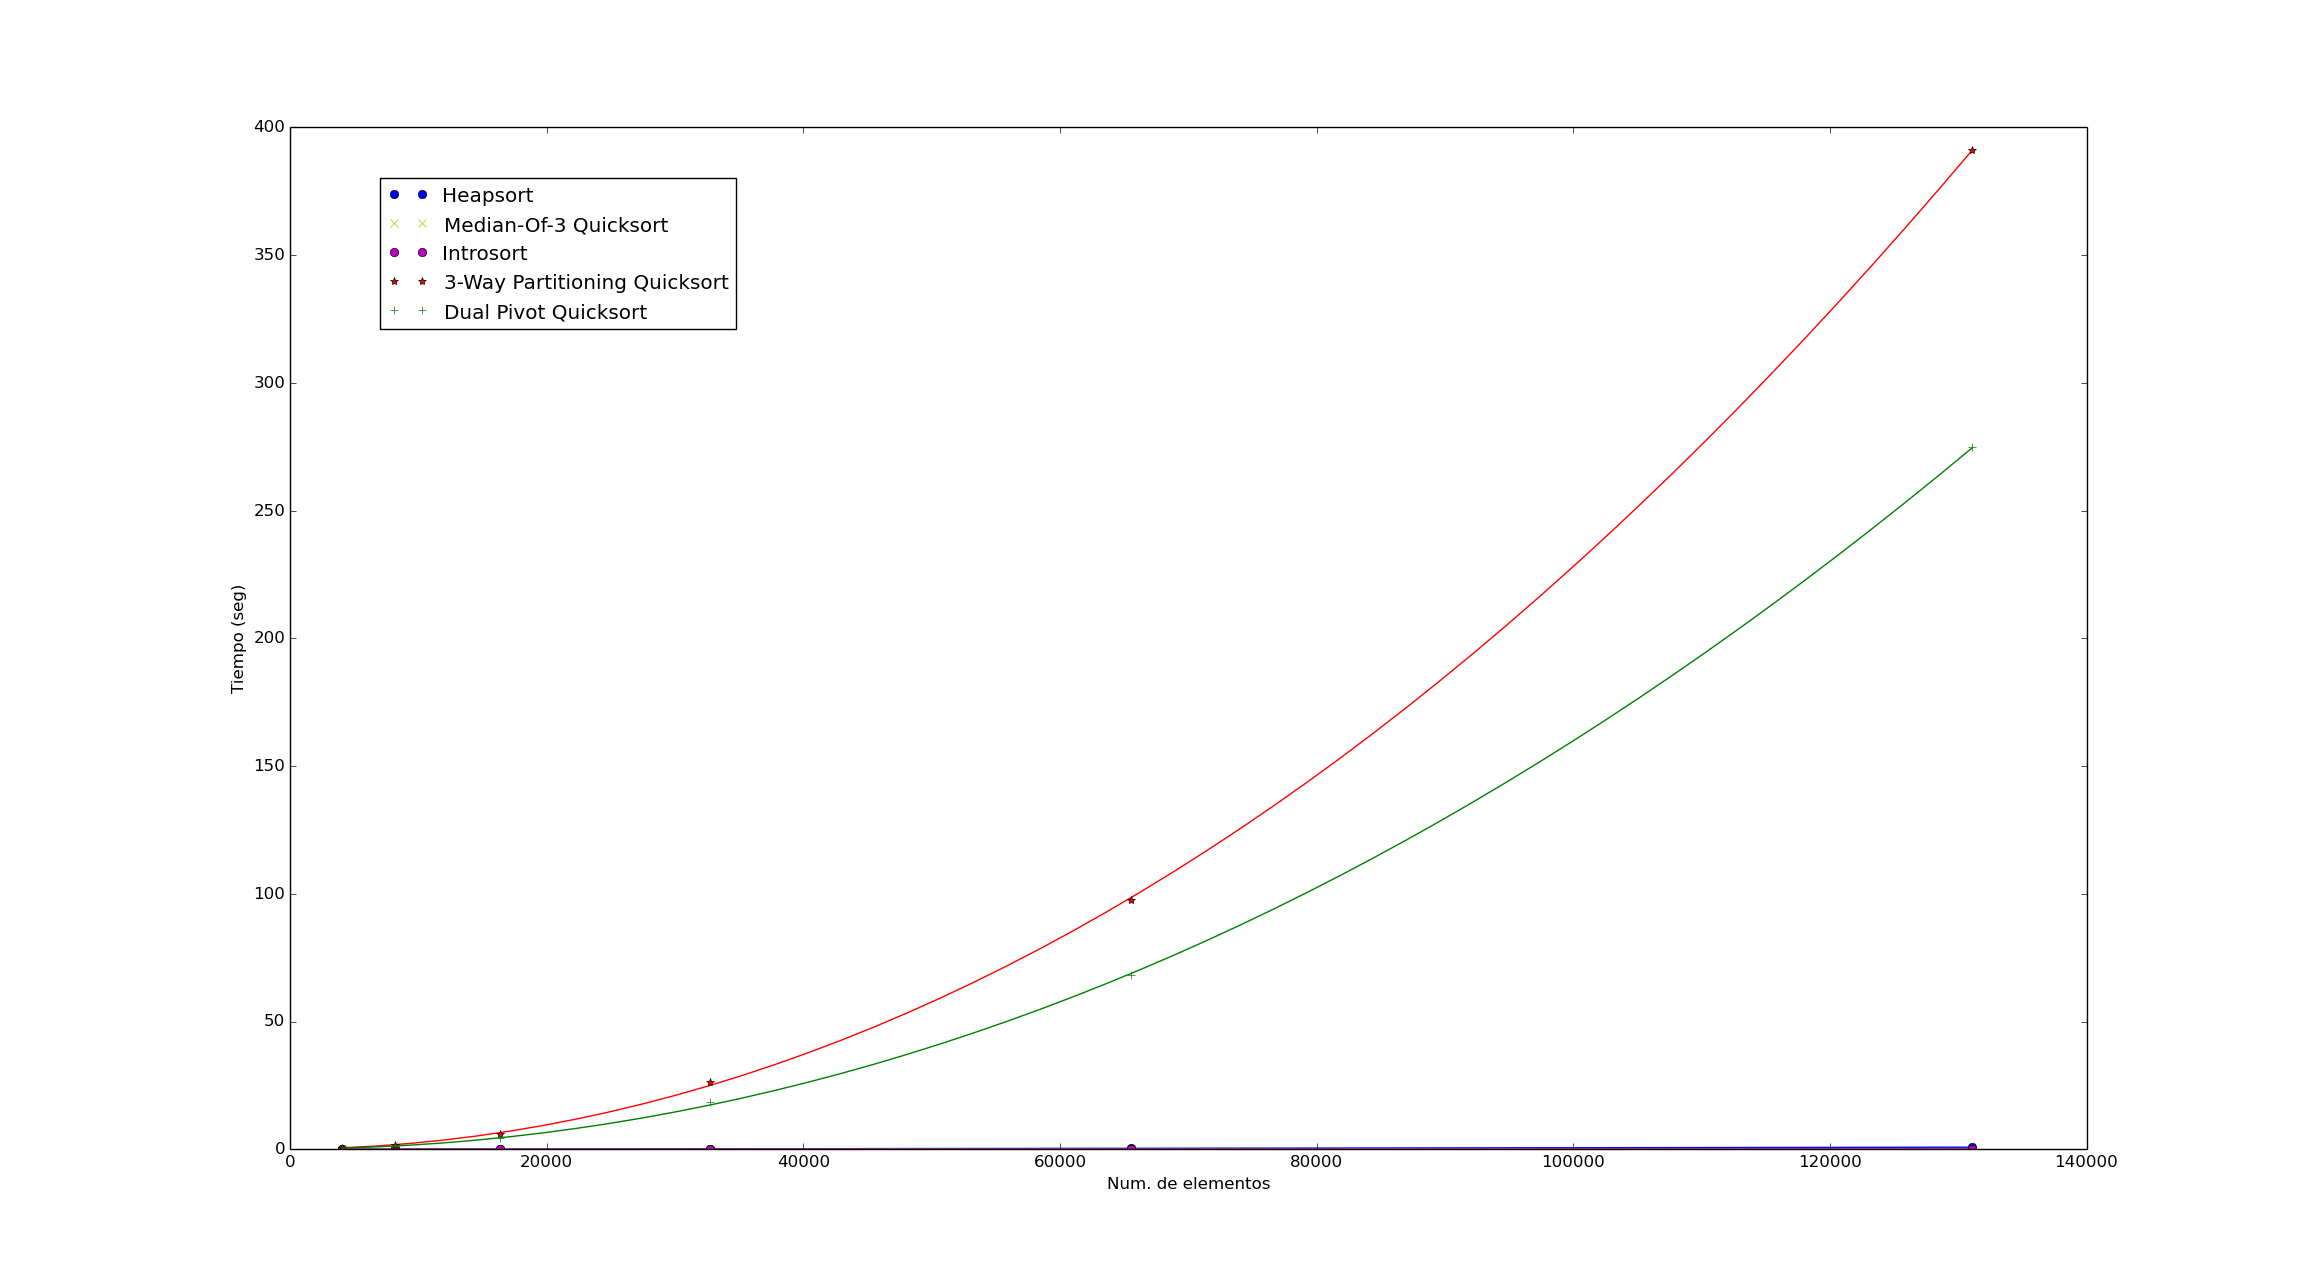 400
350
300
250
200
150
100
50
0
Tiempo (seg)
Heapsort
Median-Of-3 Quicksort
Introsort
3-Way Partitioning Quicksort
Dual Pivot Quicksort
0 20000 40000 60000 80000 100000 120000 140000
Num. de elementos